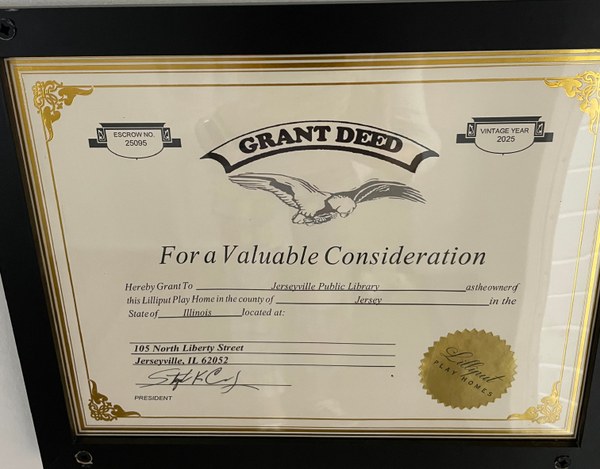 ESCROW NO.
25095
GRANT DEED
VINTAGE YEAR
2025
For a Valuable Consideration
Hereby Grant To Jerseyville Public Library as the owner of
this Lilliput Play Home in the county of Jersey in the
State of Illinois located at:
105 North Liberty Street
Jerseyville, IL 62052
PRESIDENT
Lilliput
PLAY HOMES